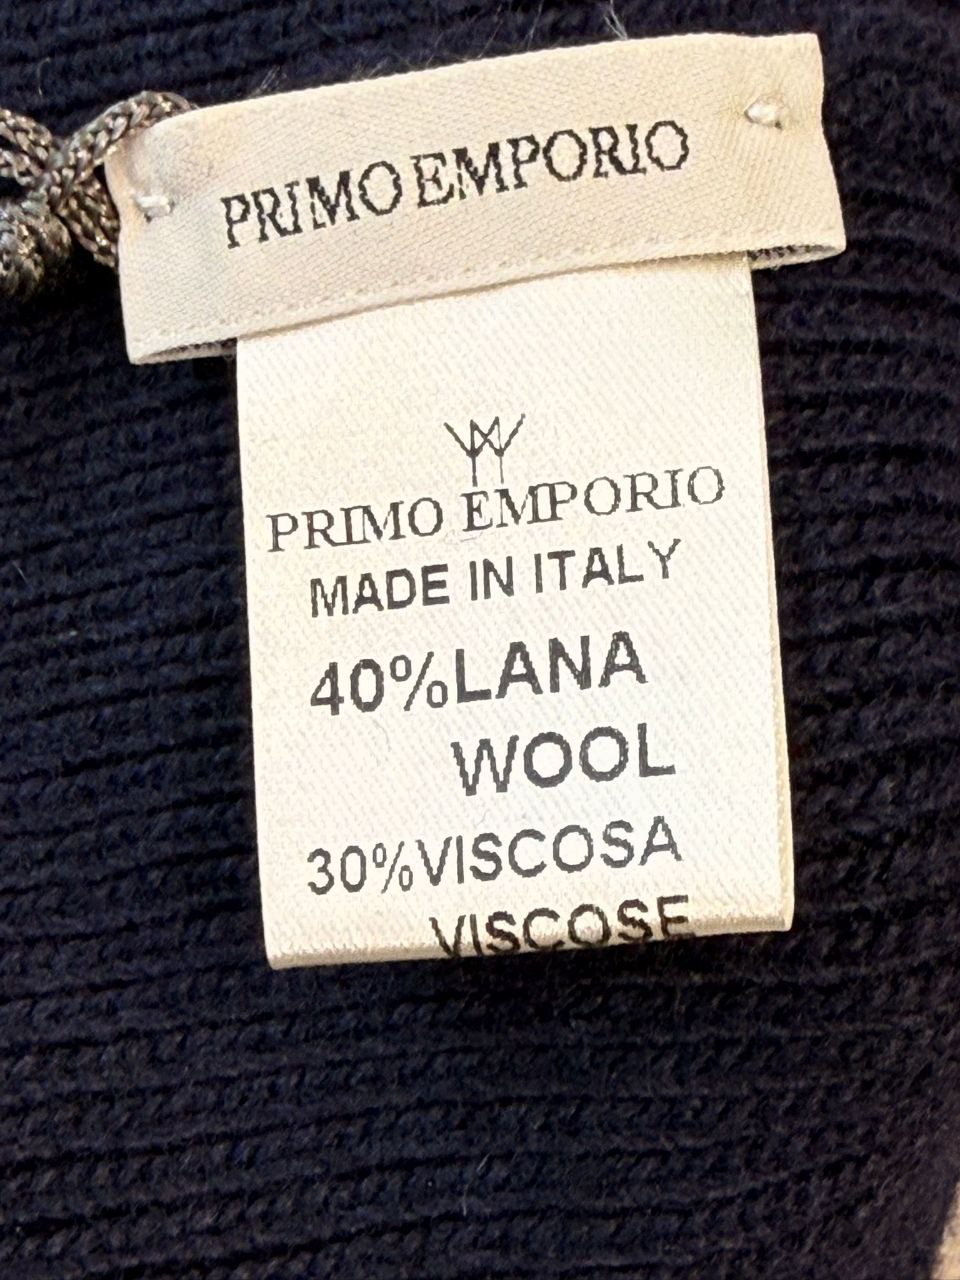 PRIMO EMPORIO
PRIMO EMPORIO
MADE IN ITALY
40%LANA
WOOL
30%VISCOSA
VISCOSE